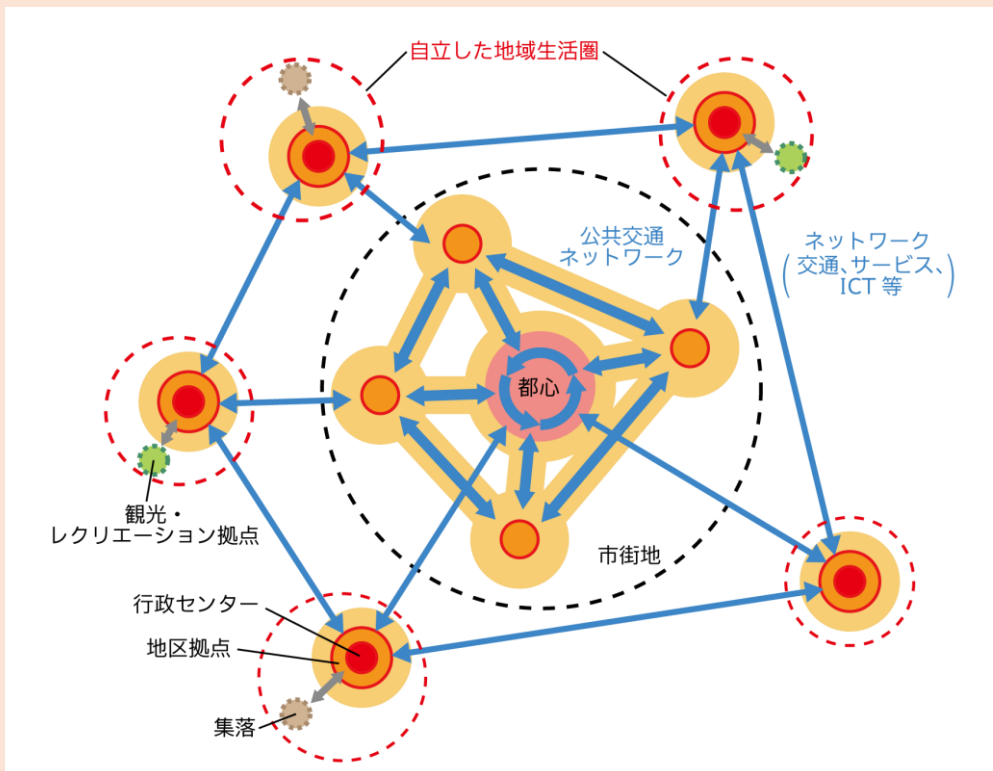 自立した地域生活圏
公共交通
ネットワーク
ネットワーク
(交通、サービス、
ICT 等)
都心
観光・
レクリエーション拠点
市街地
行政センター
地区拠点
集落